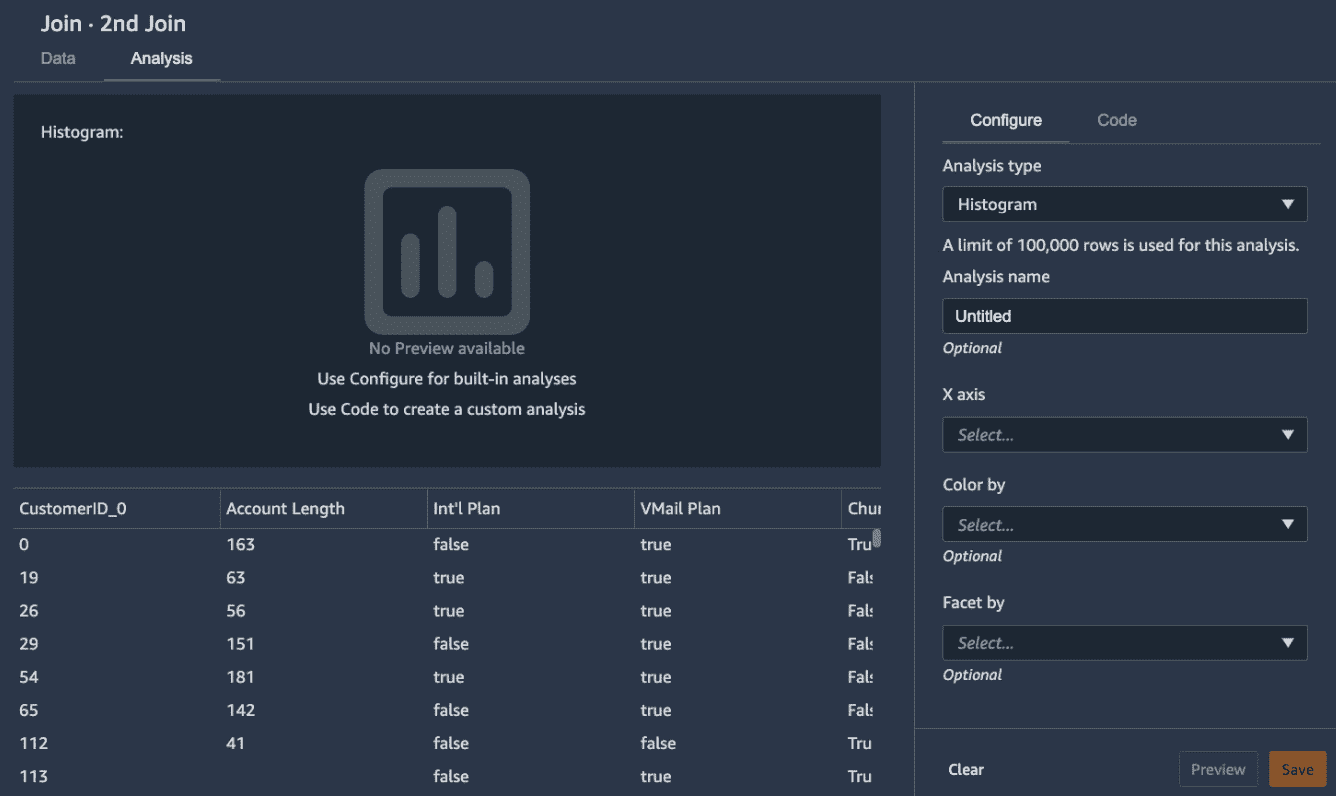 Join · 2nd Join
Data Analysis
Histogram:
No Preview available
Use Configure for built-in analyses
Use Code to create a custom analysis
CustomerID_0 Account Length Int'l Plan VMail Plan Chur
0 163 false true Tru
19 63 true true Fals
26 56 true true Fals
29 151 false true Fals
54 181 false true Fals
65 142 false true Fals
112 41 false false Tru
113 false true Tru
Configure Code
Analysis type
Histogram
A limit of 100,000 rows is used for this analysis.
Analysis name
Untitled
Optional
X axis
Select...
Color by
Select...
Optional
Facet by
Select...
Optional
Clear Preview Save